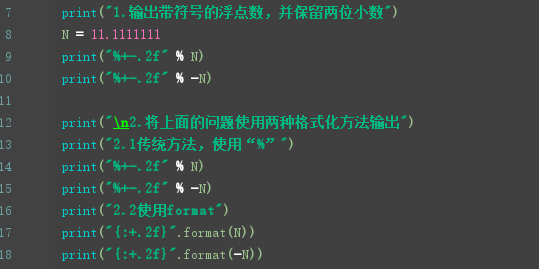 7 print("1.输出带符号的浮点数，并保留两位小数")
8 N = 11.1111111
9 print("%+-.2f" % N)
10 print("%+-.2f" % -N)
11
12 print("\n2.将上面的问题使用两种格式化方法输出")
13 print("2.1传统方法，使用“%”")
14 print("%+-.2f" % N)
15 print("%+-.2f" % -N)
16 print("2.2使用format")
17 print("{:+.2f}".format(N))
18 print("{:+.2f}".format(-N))